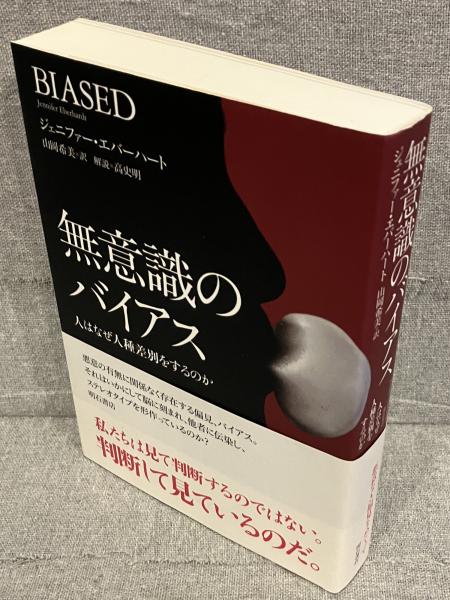 BIASED
Jennifer Eberhardt
ジェニファー・エバーハート
山岡希美 訳 解説 高史明
無意識の
バイアス
人はなぜ人種差別をするのか
悪意の有無に関係なく存在する偏見、バイアス。
それはいかにして脳に刻まれ、他者に伝染し、
ステレオタイプを形作っているのか?
明石書店
私たちは見て判断するのではない。
判断して見ているのだ。
無意識のバイアス
ジェニファー・エバーハート
山岡希美 訳